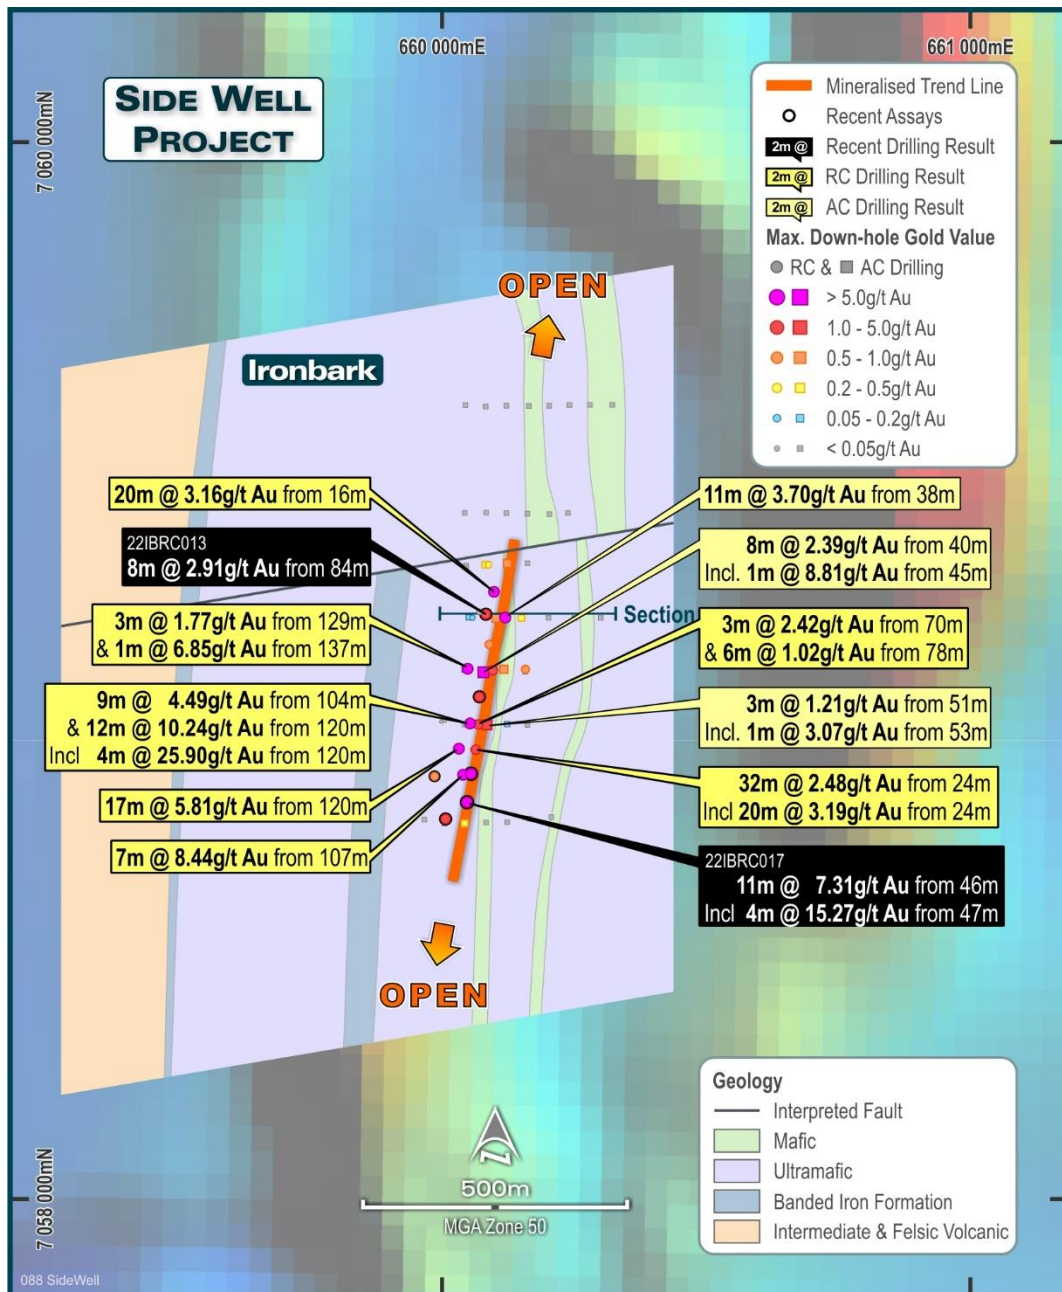 660 000mE
661 000mE
7 060 000mN
7 058 000mN
SIDE WELL
PROJECT
Mineralised Trend Line
Recent Assays
2m @ Recent Drilling Result
2m @ RC Drilling Result
2m @ AC Drilling Result
Max. Down-hole Gold Value
RC & AC Drilling
> 5.0g/t Au
1.0 - 5.0g/t Au
0.5 - 1.0g/t Au
0.2 - 0.5g/t Au
0.05 - 0.2g/t Au
< 0.05g/t Au
OPEN
Ironbark
20m @ 3.16g/t Au from 16m
22IBRC013
8m @ 2.91g/t Au from 84m
3m @ 1.77g/t Au from 129m
& 1m @ 6.85g/t Au from 137m
9m @ 4.49g/t Au from 104m
& 12m @ 10.24g/t Au from 120m
Incl 4m @ 25.90g/t Au from 120m
17m @ 5.81g/t Au from 120m
7m @ 8.44g/t Au from 107m
11m @ 3.70g/t Au from 38m
8m @ 2.39g/t Au from 40m
Incl. 1m @ 8.81g/t Au from 45m
Section
3m @ 2.42g/t Au from 70m
& 6m @ 1.02g/t Au from 78m
3m @ 1.21g/t Au from 51m
Incl. 1m @ 3.07g/t Au from 53m
32m @ 2.48g/t Au from 24m
Incl 20m @ 3.19g/t Au from 24m
22IBRC017
11m @ 7.31g/t Au from 46m
Incl 4m @ 15.27g/t Au from 47m
OPEN
Geology
Interpreted Fault
Mafic
Ultramafic
Banded Iron Formation
Intermediate & Felsic Volcanic
N
500m
MGA Zone 50
088 SideWell